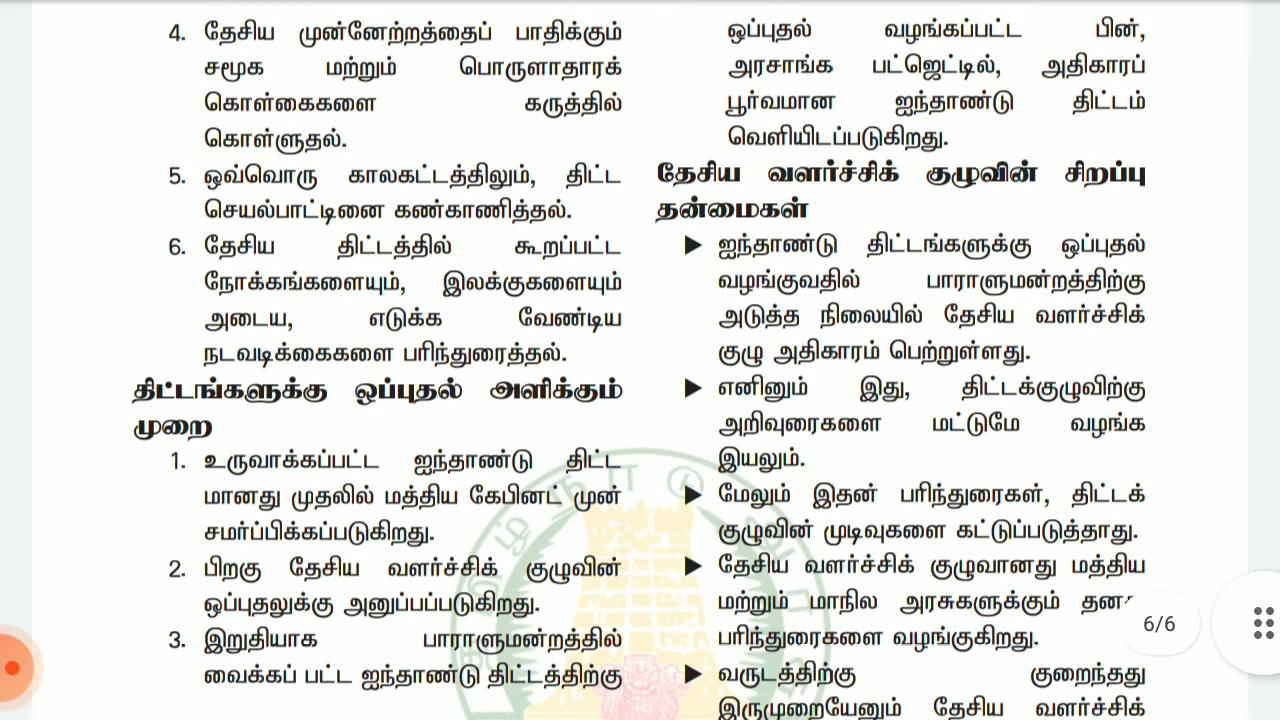 4. தேசிய முன்னேற்றத்தைப் பாதிக்கும்
சமூக மற்றும் பொருளாதாரக்
கொள்கைகளை கருத்தில்
கொள்ளுதல்.
5. ஒவ்வொரு காலகட்டத்திலும், திட்ட
செயல்பாட்டினை கண்காணித்தல்.
6. தேசிய திட்டத்தில் கூறப்பட்ட
நோக்கங்களையும், இலக்குகளையும்
அடைய, எடுக்க வேண்டிய
நடவடிக்கைகளை பரிந்துரைத்தல்.
திட்டங்களுக்கு ஒப்புதல் அளிக்கும்
முறை
1. உருவாக்கப்பட்ட ஐந்தாண்டு திட்ட
மானது முதலில் மத்திய கேபினட் முன்
சமர்ப்பிக்கப்படுகிறது.
2. பிறகு தேசிய வளர்ச்சிக் குழுவின்
ஒப்புதலுக்கு அனுப்பப்படுகிறது.
3. இறுதியாக பாராளுமன்றத்தில்
வைக்கப் பட்ட ஐந்தாண்டு திட்டத்திற்கு
ஒப்புதல் வழங்கப்பட்ட பின்,
அரசாங்க பட்ஜெட்டில், அதிகாரப்
பூர்வமான ஐந்தாண்டு திட்டம்
வெளியிடப்படுகிறது.
தேசிய வளர்ச்சிக் குழுவின் சிறப்பு
தன்மைகள்
▶ ஐந்தாண்டு திட்டங்களுக்கு ஒப்புதல்
வழங்குவதில் பாராளுமன்றத்திற்கு
அடுத்த நிலையில் தேசிய வளர்ச்சிக்
குழு அதிகாரம் பெற்றுள்ளது.
▶ எனினும் இது, திட்டக்குழுவிற்கு
அறிவுரைகளை மட்டுமே வழங்க
இயலும்.
▶ மேலும் இதன் பரிந்துரைகள், திட்டக்
குழுவின் முடிவுகளை கட்டுப்படுத்தாது.
▶ தேசிய வளர்ச்சிக் குழுவானது மத்திய
மற்றும் மாநில அரசுகளுக்கும்
பரிந்துரைகளை வழங்குகிறது.
▶ வருடத்திற்கு குறைந்தது
இருமுறையேனும் தேசிய வளர்ச்சிக்
6/6